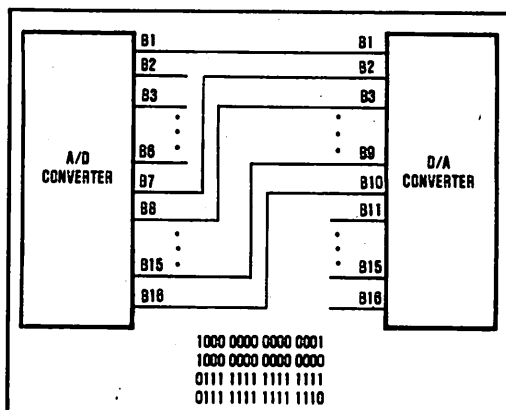 B1 B1
B2 B2
B3 B3
A/D
CONVERTER
B6 B9
D/A
CONVERTER
B7 B10
B8 B11
B15 B15
B16 B16
1000 0000 0000 0001
1000 0000 0000 0000
0111 1111 1111 1111
0111 1111 1111 1110